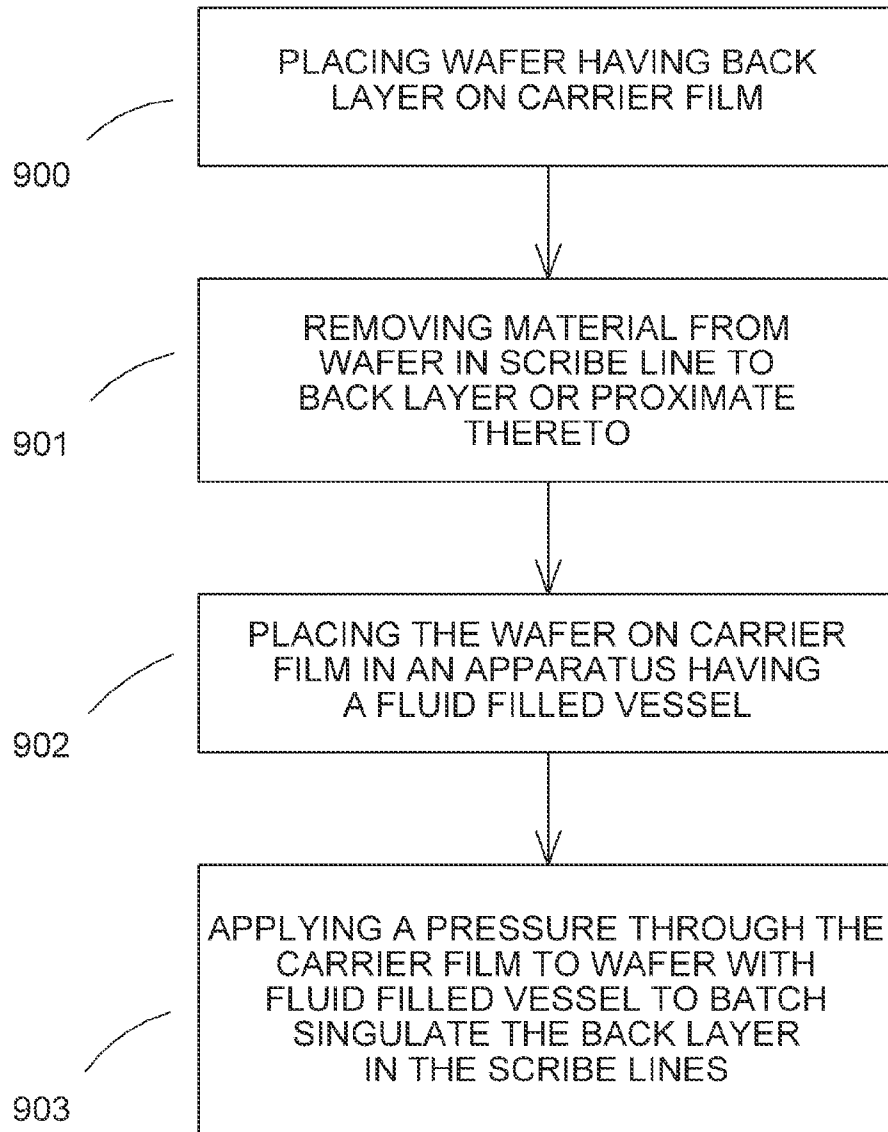 PLACING WAFER HAVING BACK
LAYER ON CARRIER FILM
900
REMOVING MATERIAL FROM
WAFER IN SCRIBE LINE TO
BACK LAYER OR PROXIMATE
THERETO
901
PLACING THE WAFER ON CARRIER
FILM IN AN APPARATUS HAVING
A FLUID FILLED VESSEL
902
APPLYING A PRESSURE THROUGH THE
CARRIER FILM TO WAFER WITH
FLUID FILLED VESSEL TO BATCH
SINGULATE THE BACK LAYER
IN THE SCRIBE LINES
903